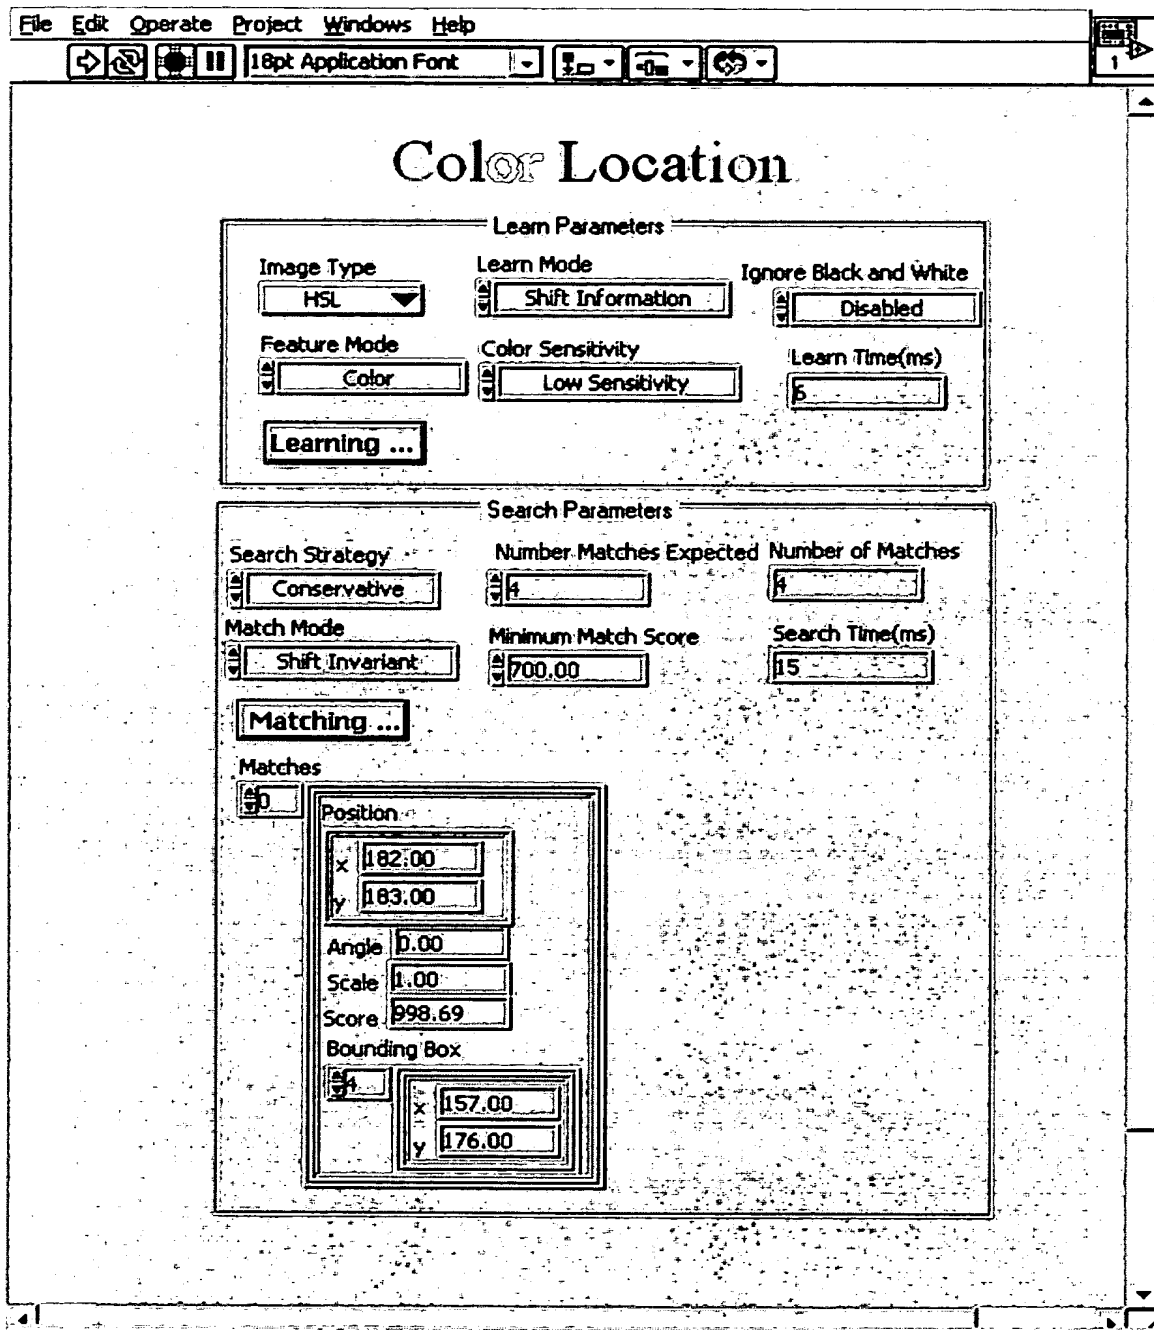 File Edit Operate Project Windows Help
18pt Application Font
1
Color Location
Learn Parameters
Image Type
Learn Mode
Ignore Black and White
HSL
Shift Information
Disabled
Feature Mode
Color Sensitivity
Learn Time(ms)
Color
Low Sensitivity
6
Learning ...
Search Parameters
Search Strategy
Number Matches Expected
Number of Matches
Conservative
4
4
Match Mode
Minimum Match Score
Search Time(ms)
Shift Invariant
700.00
15
Matching ...
Matches
0
Position
x 182.00
y 183.00
Angle 0.00
Scale 1.00
Score 998.69
Bounding Box
4
x 157.00
y 176.00